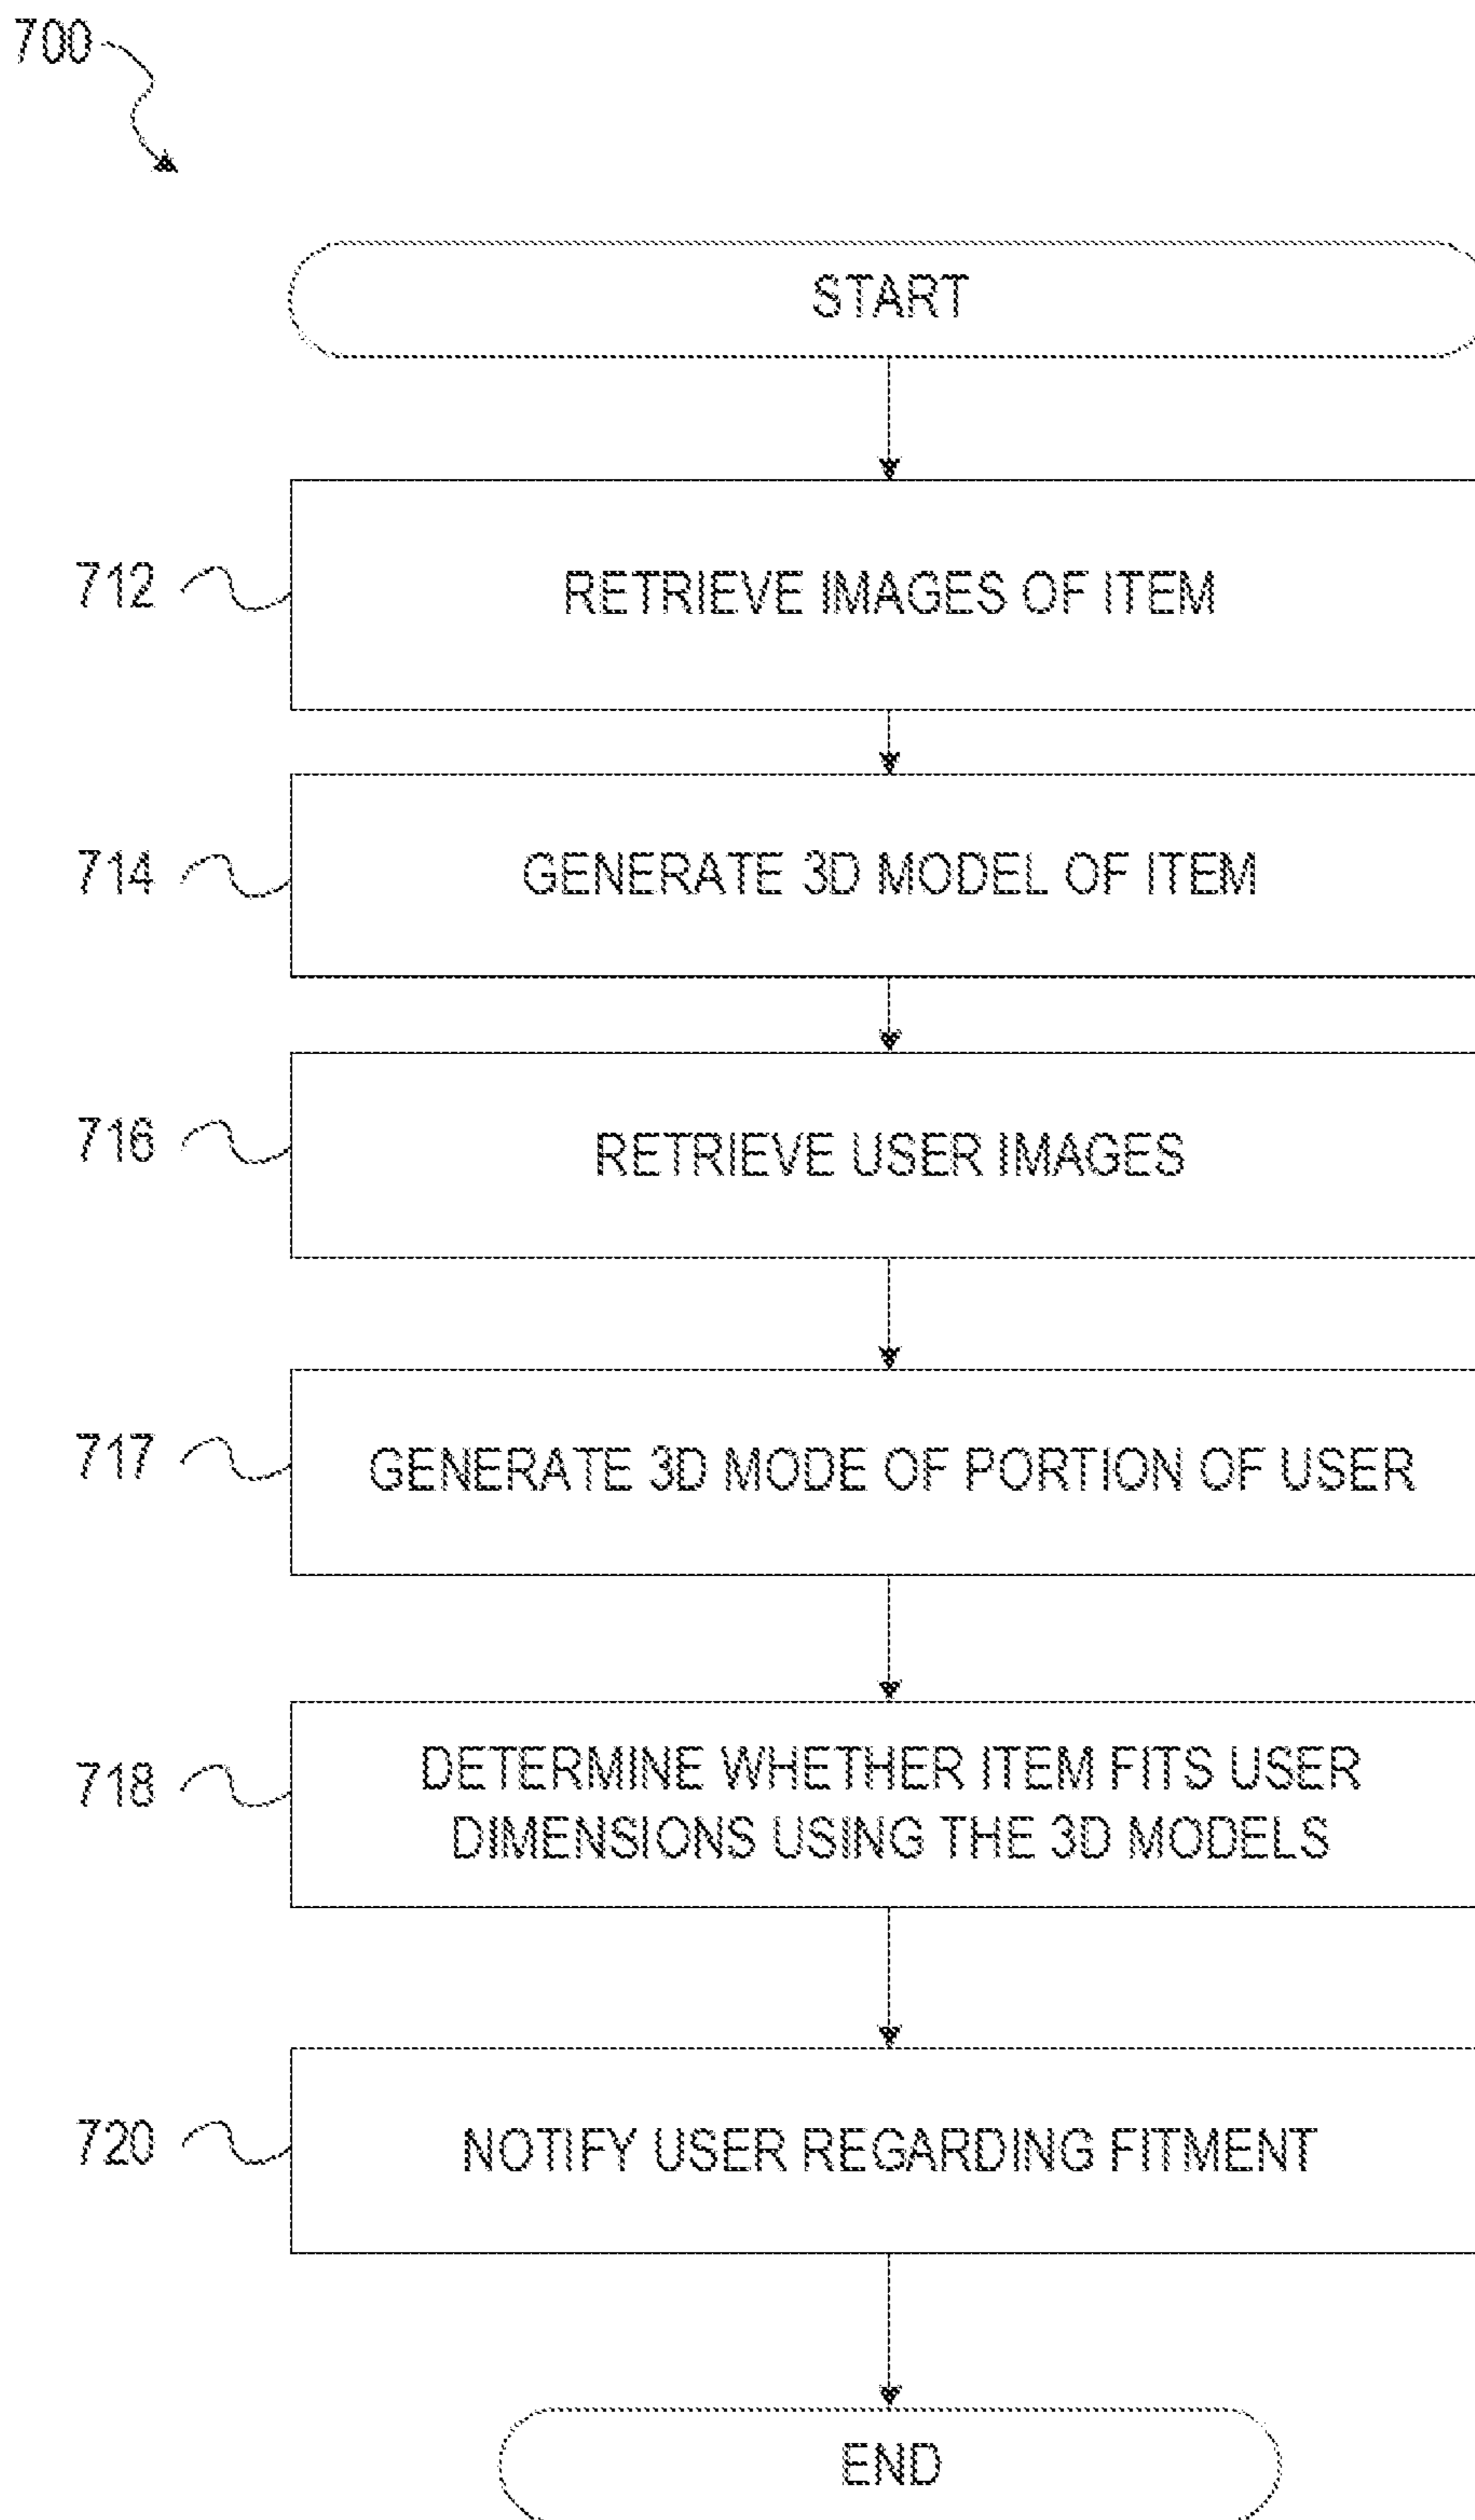 700
START
712 RETRIEVE IMAGES OF ITEM
714 GENERATE 3D MODEL OF ITEM
716 RETRIEVE USER IMAGES
717 GENERATE 3D MODE OF PORTION OF USER
718 DETERMINE WHETHER ITEM FITS USER
DIMENSIONS USING THE 3D MODELS
720 NOTIFY USER REGARDING FITMENT
END